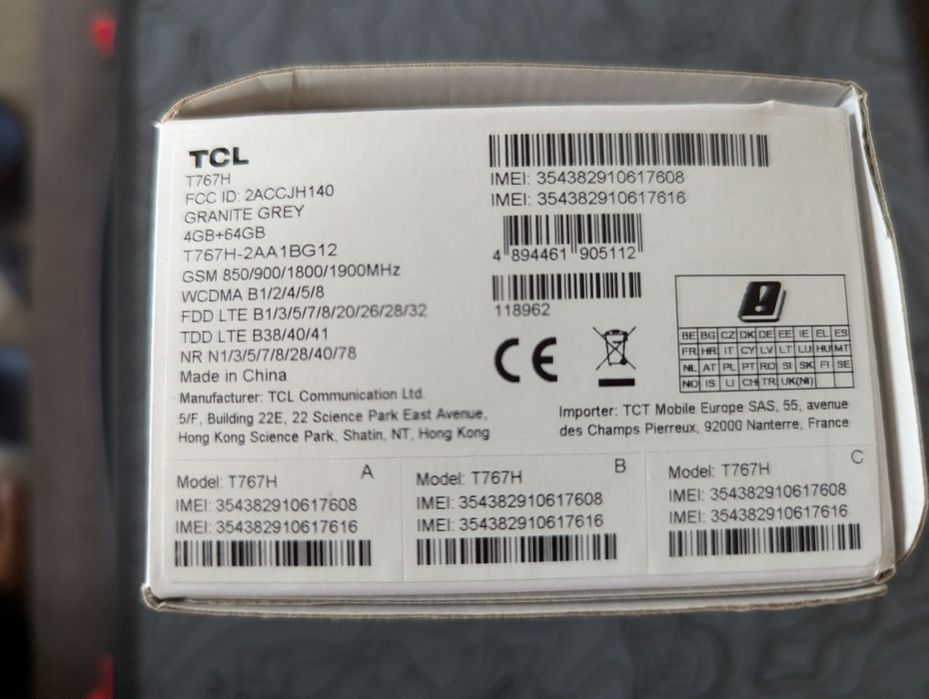 TCL
T767H
FCC ID: 2ACCJH140
GRANITE GREY
4GB+64GB
T767H-2AA1BG12
GSM 850/900/1800/1900MHz
WCDMA B1/2/4/5/8
FDD LTE B1/3/5/7/8/20/26/28/32
TDD LTE B38/40/41
NR N1/3/5/7/8/28/40/78
Made in China
Manufacturer: TCL Communication Ltd.
5/F, Building 22E, 22 Science Park East Avenue,
Hong Kong Science Park, Shatin, NT, Hong Kong
IMEI: 354382910617608
IMEI: 354382910617616
4 894461 905112
118962
CE
BE BG CZ DK DE EE IE EL ES
FR HR IT CY LV LT LU HU MT
NL AT PL PT RO SI SK FI SE
NO IS LI CH TR UK(NI)
Importer: TCT Mobile Europe SAS, 55, avenue
des Champs Pierreux, 92000 Nanterre, France
A
Model: T767H
IMEI: 354382910617608
IMEI: 354382910617616
B
Model: T767H
IMEI: 354382910617608
IMEI: 354382910617616
C
Model: T767H
IMEI: 354382910617608
IMEI: 354382910617616